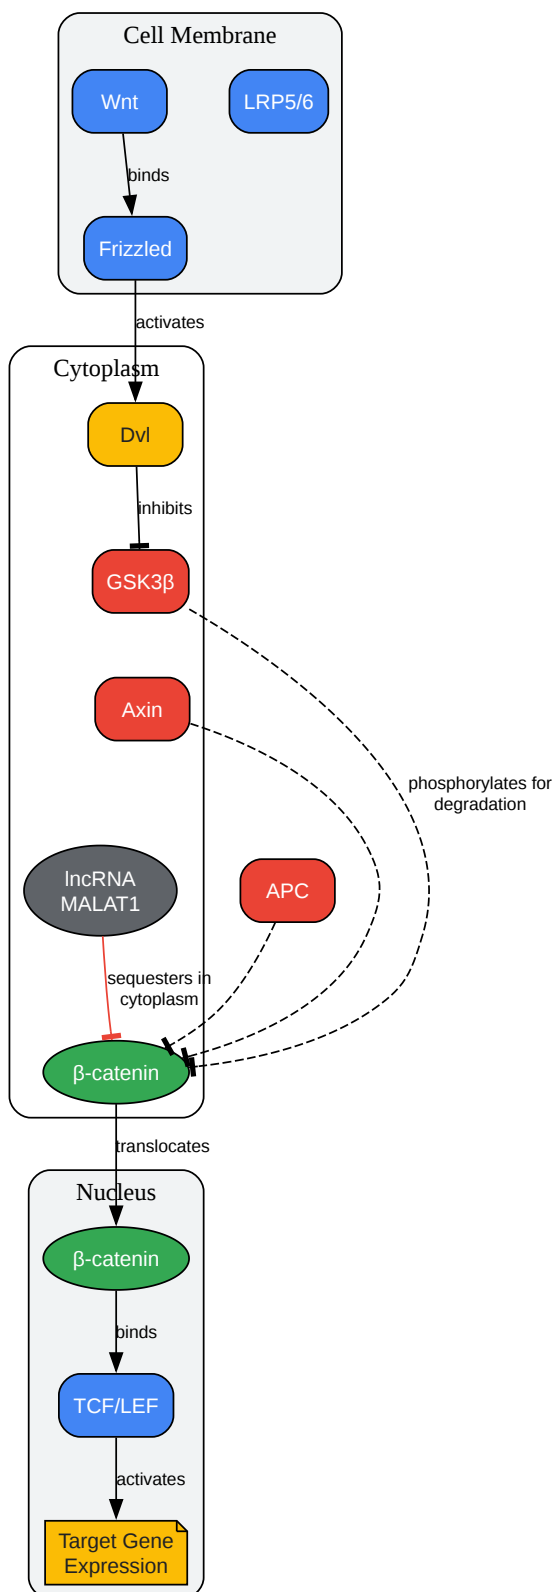 Cell Membrane
Wnt
LRP5/6
binds
Frizzled
activates
Cytoplasm
Dvl
inhibits
GSK3β
Axin
phosphorylates for
degradation
lncRNA
MALAT1
APC
sequesters in
cytoplasm
β-catenin
translocates
Nucleus
β-catenin
binds
TCF/LEF
activates
Target Gene
Expression